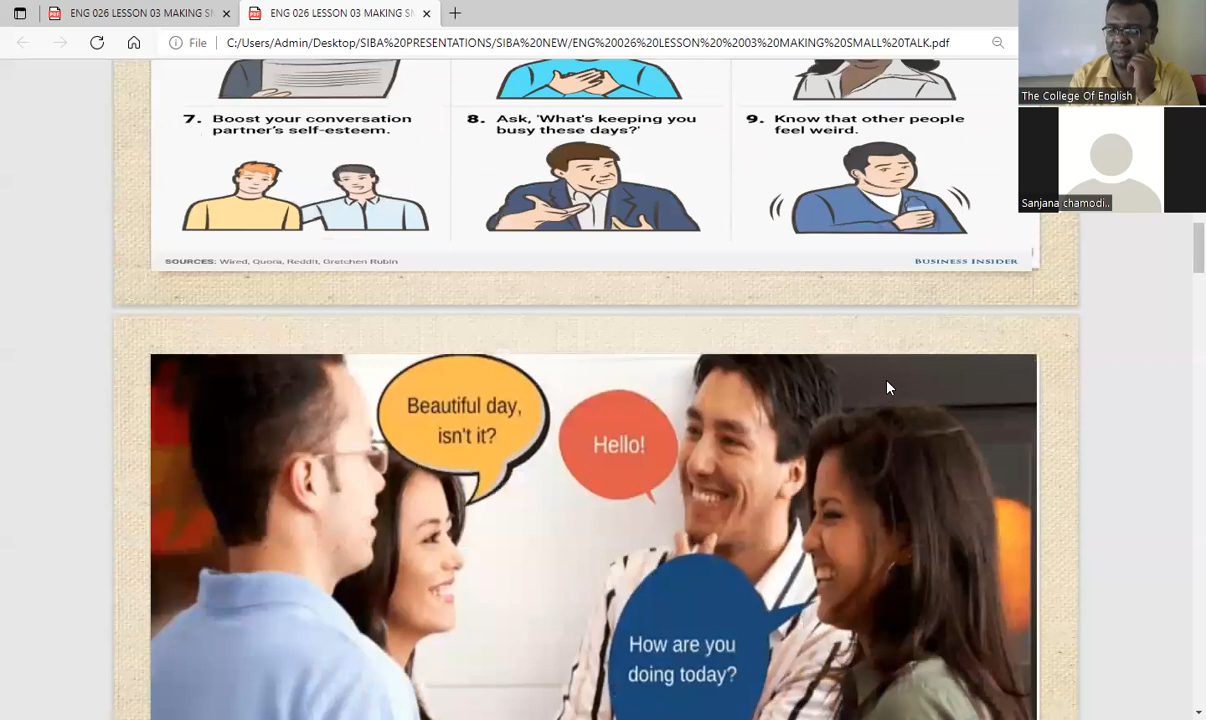 ENG 026 LESSON 03 MAKING SM
ENG 026 LESSON 03 MAKING SM
File
C:/Users/Admin/Desktop/SIBA%20PRESENTATIONS/SIBA%20NEW/ENG%20026%20LESSON%20%2003%20MAKING%20SMALL%20TALK.pdf
The College Of English
Sanjana chamodi..
7. Boost your conversation
partner's self-esteem.
8. Ask, 'What's keeping you
busy these days?'
9. Know that other people
feel weird.
SOURCES: Wired, Quora, Reddit, Gretchen Rubin
BUSINESS INSIDER
Beautiful day,
isn't it?
Hello!
How are you
doing today?